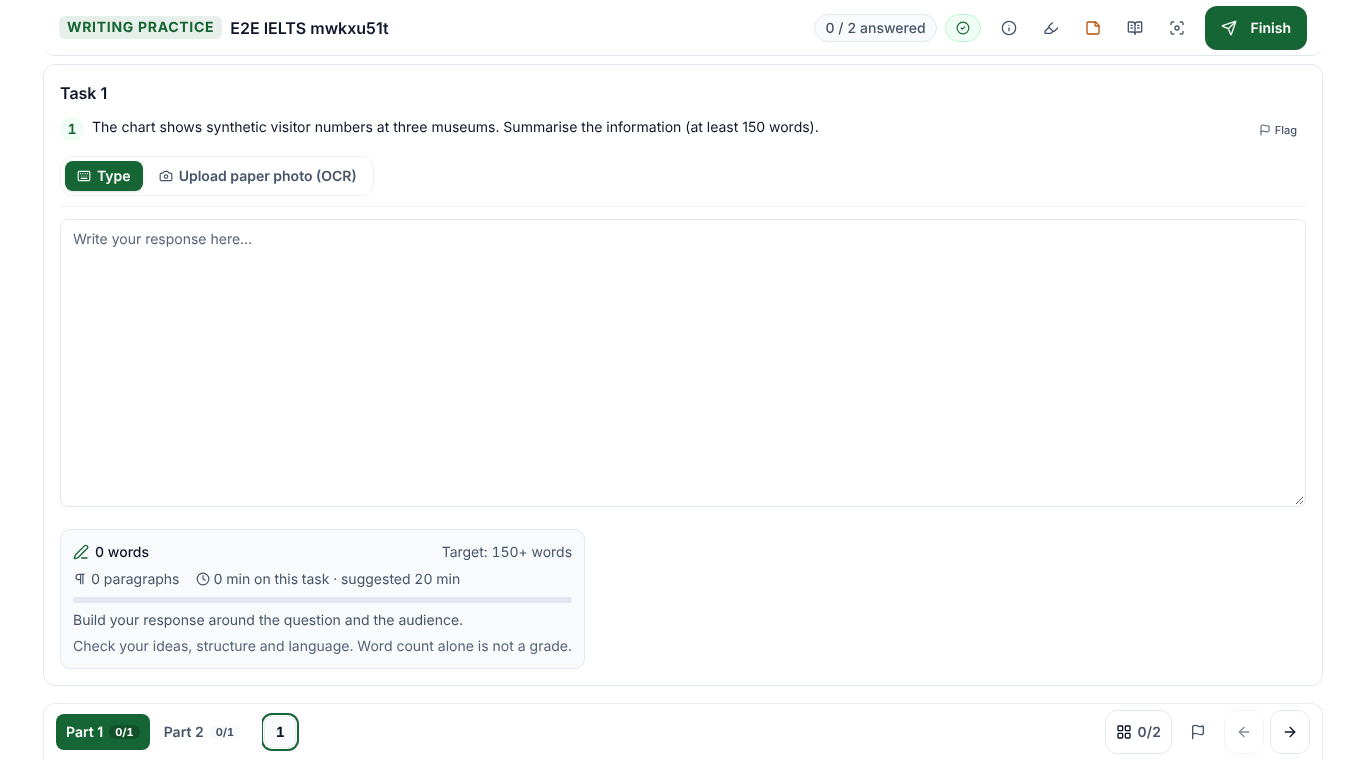 WRITING PRACTICE E2E IELTS mwkxu51t 0 / 2 answered Finish
Task 1
1 The chart shows synthetic visitor numbers at three museums. Summarise the information (at least 150 words). Flag
Type Upload paper photo (OCR)
Write your response here...
0 words Target: 150+ words
0 paragraphs 0 min on this task · suggested 20 min
Build your response around the question and the audience.
Check your ideas, structure and language. Word count alone is not a grade.
Part 1 0/1 Part 2 0/1 1 0/2